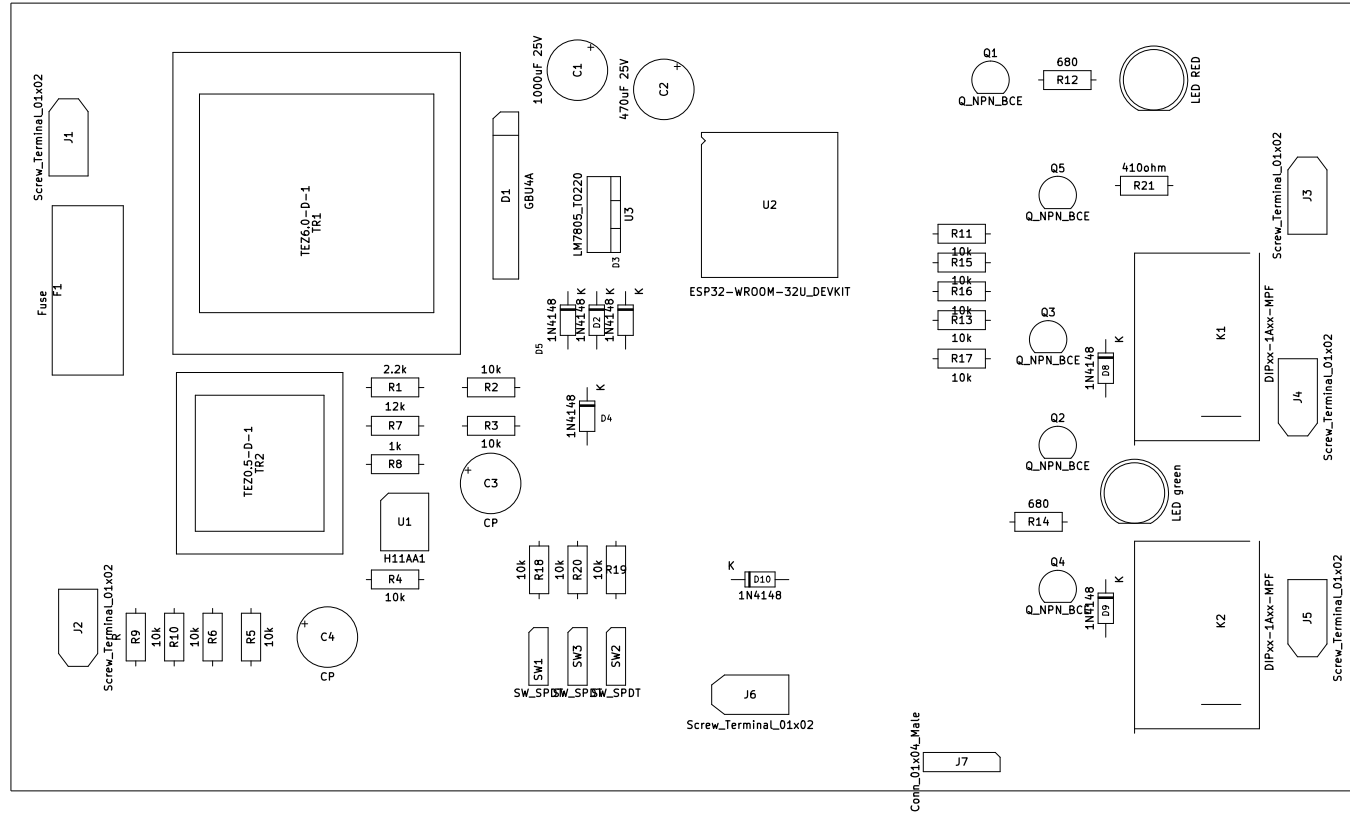 Screw_Terminal_01x02
J1
Fuse
F1
TEZ6.0-D-1
TR1
TEZ0.5-D-1
TR2
1000uF 25V
C1
470uF 25V
C2
D1
GBU4A
LM7805_TO220
U3
D3
U2
ESP32-WROOM-32U_DEVKIT
1N4148
K
D5
1N4148
D2
K
1N4148
K
1N4148
K
D4
2.2k
R1
12k
R7
1k
R8
10k
R2
R3
10k
C3
CP
U1
H11AA1
R4
10k
J2
Screw_Terminal_01x02
R
R9
10k
R10
10k
R6
R5
10k
C4
CP
10k
R18
10k
R20
10k
R19
SW1
SW_SPDT
SW3
SW_SPDT
SW2
SW_SPDT
K
D10
1N4148
J6
Screw_Terminal_01x02
Conn_01x04_Male
J7
Q1
Q_NPN_BCE
680
R12
LED RED
Q5
Q_NPN_BCE
410ohm
R21
Screw_Terminal_01x02
J3
R11
10k
R15
10k
R16
10k
R13
10k
R17
10k
Q3
Q_NPN_BCE
1N4148
D8
K
K1
DIPxx-1Axx-MPF
J4
Screw_Terminal_01x02
Q2
Q_NPN_BCE
LED green
680
R14
Q4
Q_NPN_BCE
1N4148
D9
K
K2
DIPxx-1Axx-MPF
J5
Screw_Terminal_01x02